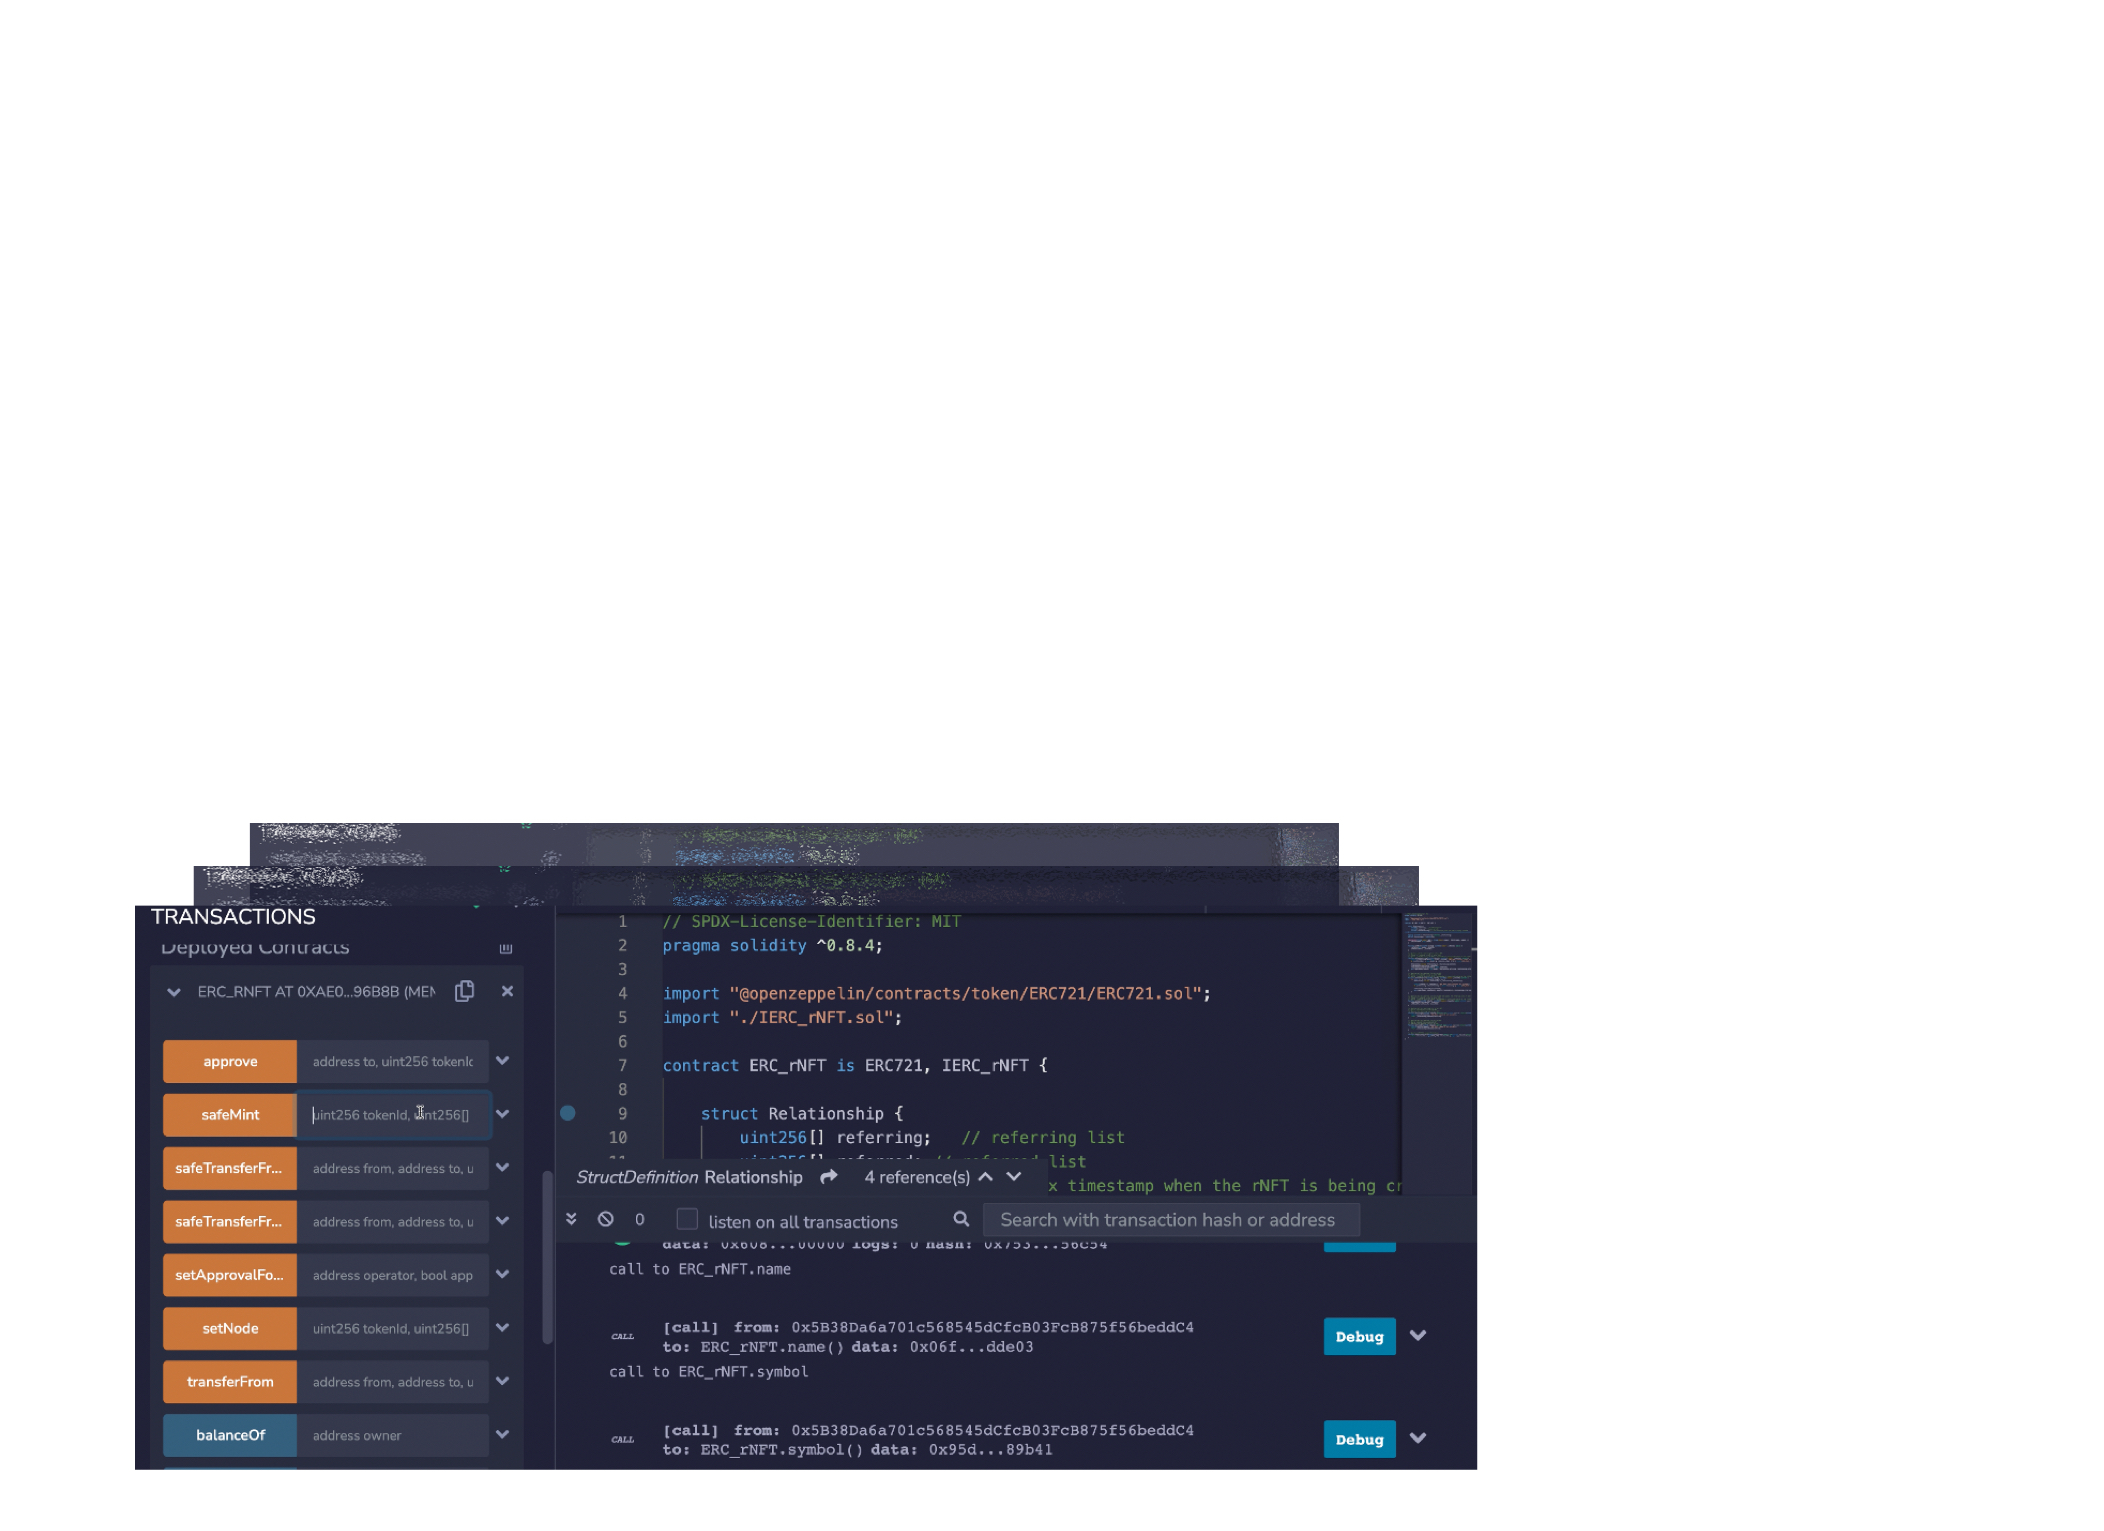 TRANSACTIONS
Deployed Contracts
ERC_RNFT AT 0XAE0...96B8B (MEM
approve address to, uint256 tokenId
safeMint uint256 tokenId, uint256[]
safeTransferFr... address from, address to, u
safeTransferFr... address from, address to, u
setApprovalFo... address operator, bool app
setNode uint256 tokenId, uint256[]
transferFrom address from, address to, u
balanceOf address owner
1 // SPDX-License-Identifier: MIT
2 pragma solidity ^0.8.4;
3
4 import "@openzeppelin/contracts/token/ERC721/ERC721.sol";
5 import "./IERC_rNFT.sol";
6
7 contract ERC_rNFT is ERC721, IERC_rNFT {
8
9 struct Relationship {
10 uint256[] referring; // referring list
11 uint256[] referred; // referred list
x timestamp when the rNFT is being cr
StructDefinition Relationship 4 reference(s)
0 listen on all transactions Search with transaction hash or address
data: 0x608...00000 logs: 0 hash: 0x753...56c54
call to ERC_rNFT.name
CALL [call] from: 0x5B38Da6a701c568545dCfcB03FcB875f56beddC4
to: ERC_rNFT.name() data: 0x06f...dde03
Debug
call to ERC_rNFT.symbol
CALL [call] from: 0x5B38Da6a701c568545dCfcB03FcB875f56beddC4
to: ERC_rNFT.symbol() data: 0x95d...89b41
Debug